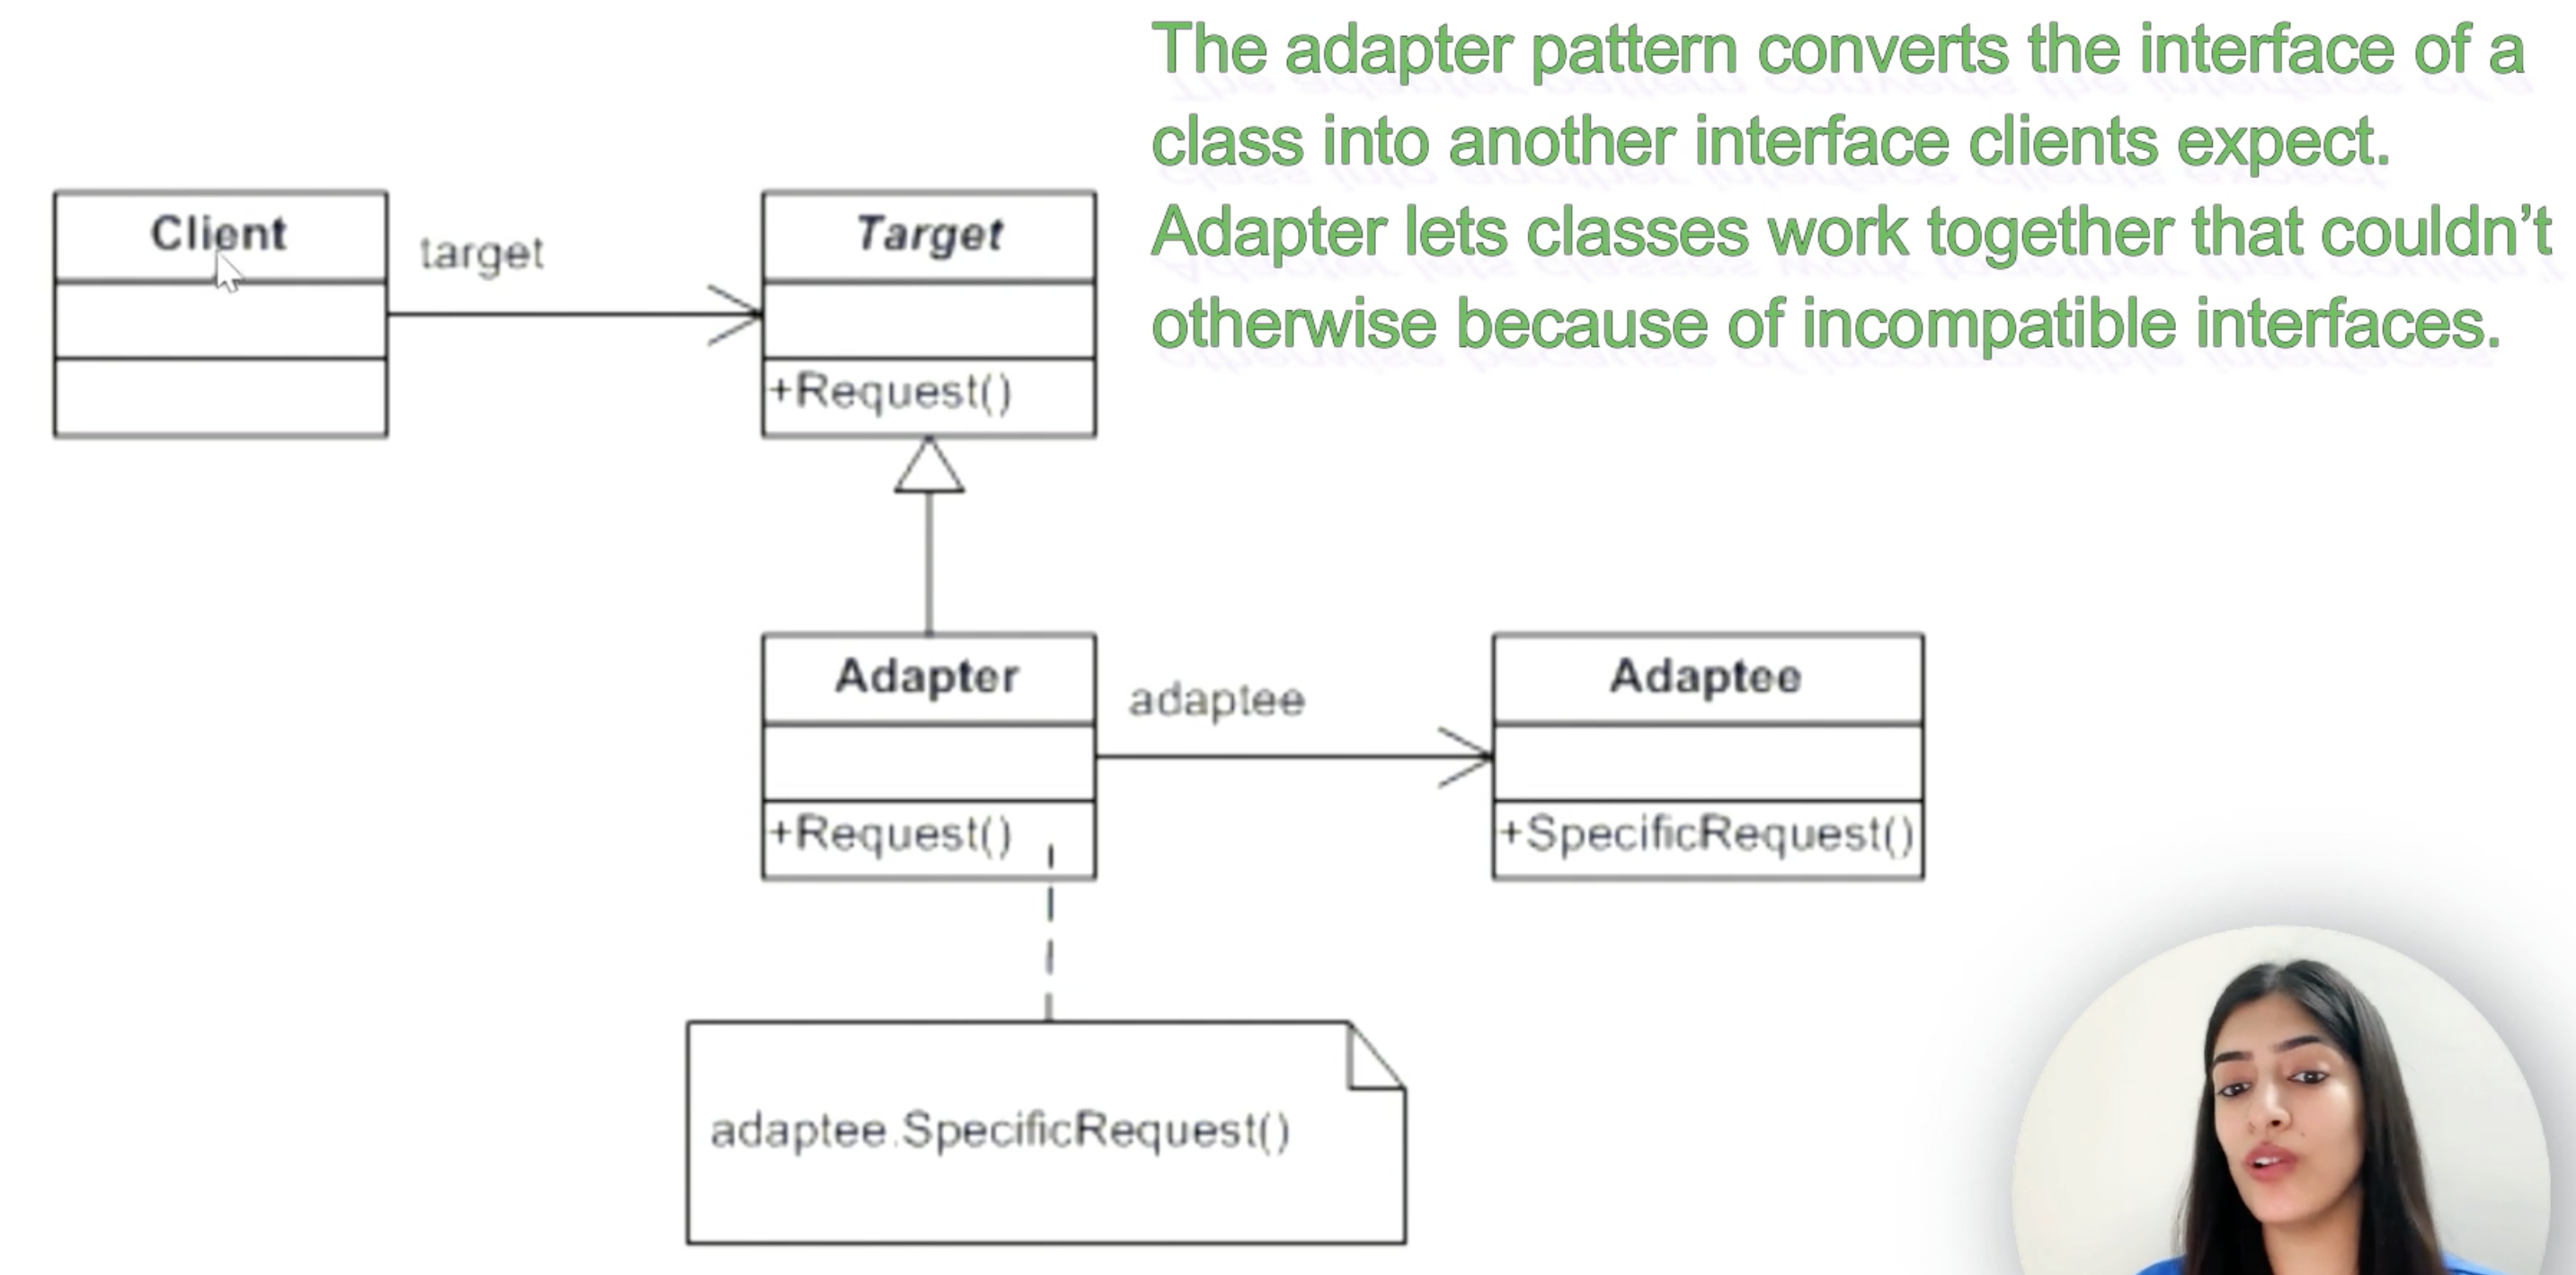 The adapter pattern converts the interface of a
class into another interface clients expect.
Adapter lets classes work together that couldn’t
otherwise because of incompatible interfaces.
Client
target
Target
+Request()
Adapter
adaptee
Adaptee
+Request()
+SpecificRequest()
adaptee.SpecificRequest()